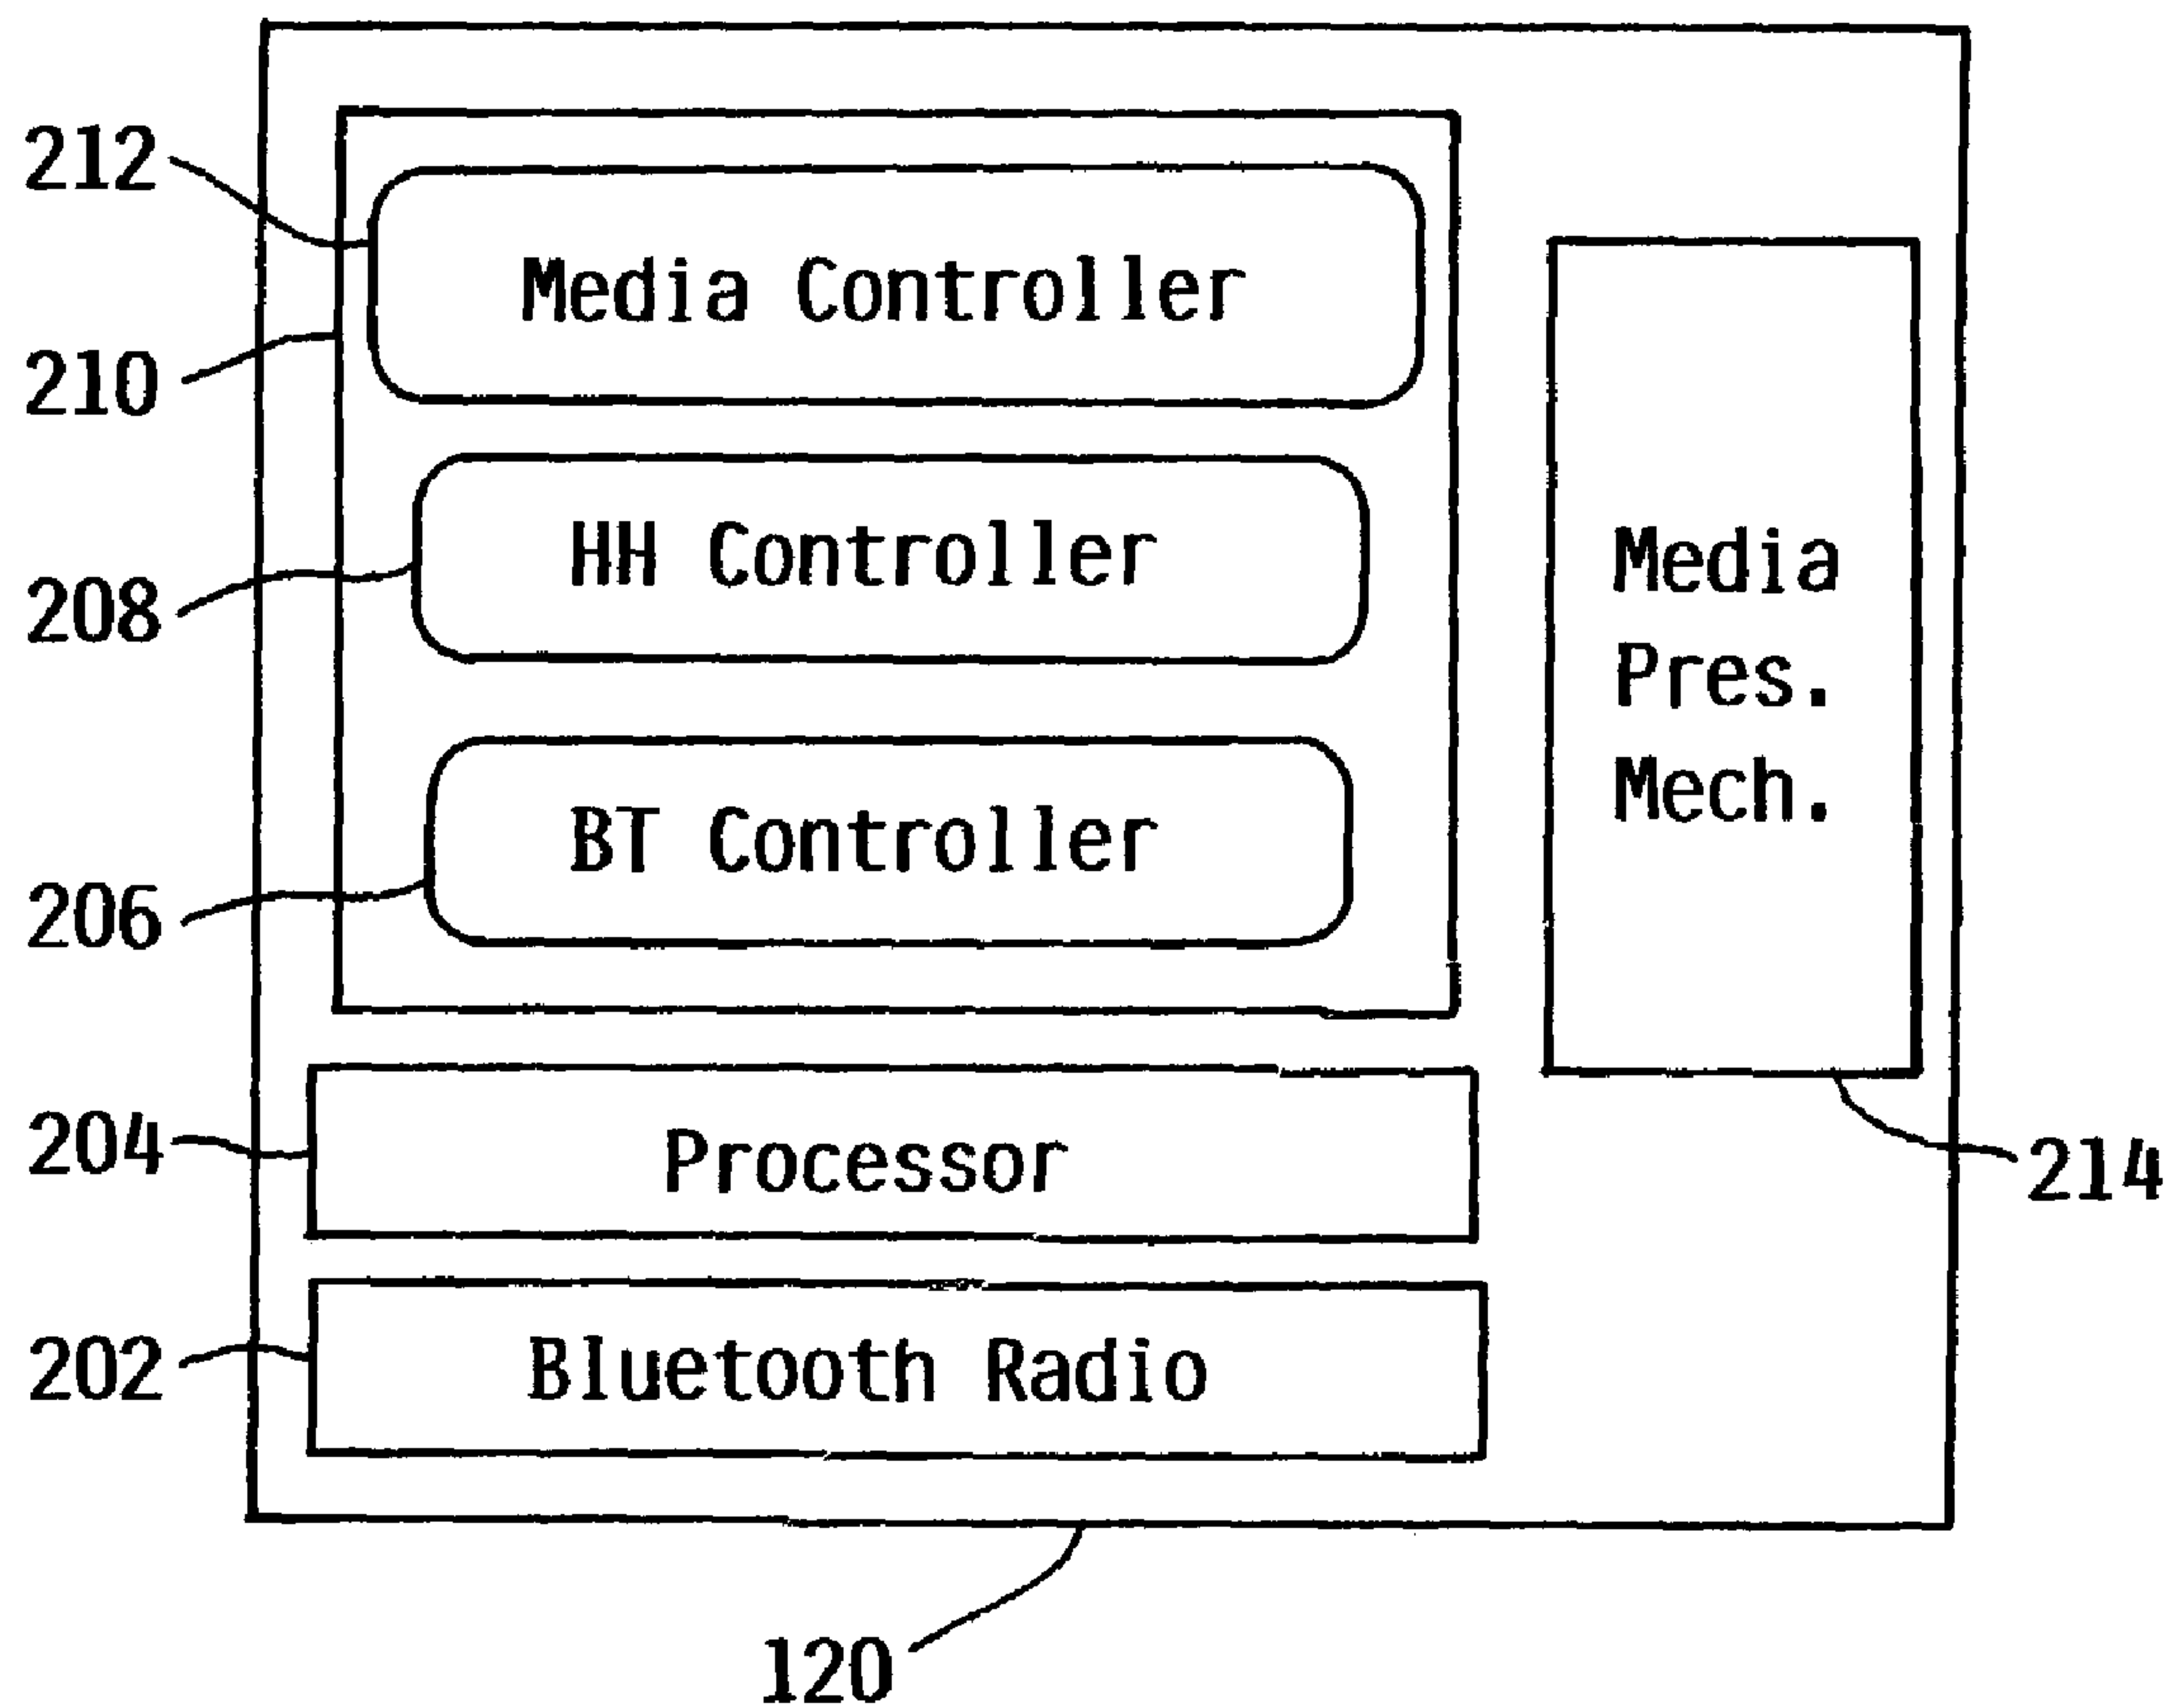 212
Media Controller
210
HH Controller
208
BT Controller
206
Media
Pres.
Mech.
204
Processor
214
202
Bluetooth Radio
120